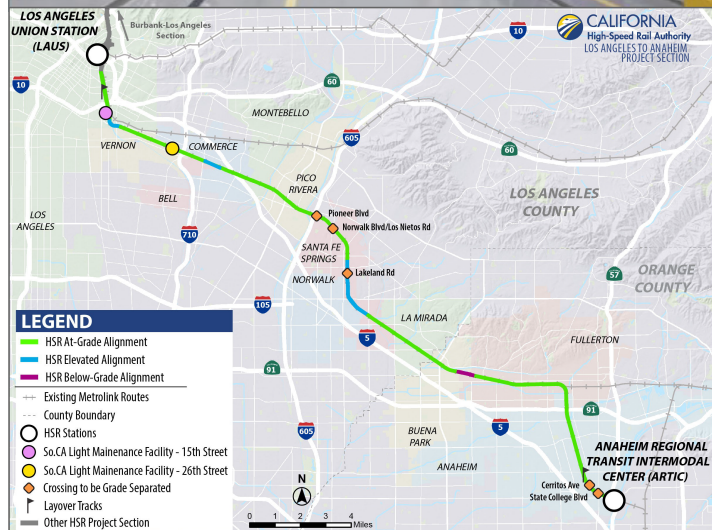 LOS ANGELES
UNION STATION
(LAUS)
Burbank-Los Angeles
Section
CALIFORNIA
High-Speed Rail Authority
LOS ANGELES TO ANAHEIM
PROJECT SECTION
10
10
60
MONTEBELLO
605
VERNON
COMMERCE
60
PICO
RIVERA
BELL
LOS ANGELES
COUNTY
LOS
ANGELES
Pioneer Blvd
Norwalk Blvd/Los Nietos Rd
710
SANTA FE
SPRINGS
Lakeland Rd
NORWALK
57
ORANGE
COUNTY
105
LA MIRADA
5
FULLERTON
91
91
605
BUENA
PARK
5
ANAHEIM
ANAHEIM REGIONAL
TRANSIT INTERMODAL
CENTER (ARTIC)
Cerritos Ave
State College Blvd
LEGEND
HSR At-Grade Alignment
HSR Elevated Alignment
HSR Below-Grade Alignment
Existing Metrolink Routes
County Boundary
HSR Stations
So.CA Light Mainenance Facility - 15th Street
So.CA Light Mainenance Facility - 26th Street
Crossing to be Grade Separated
Layover Tracks
Other HSR Project Section
N
0 1 2 3 4
Miles